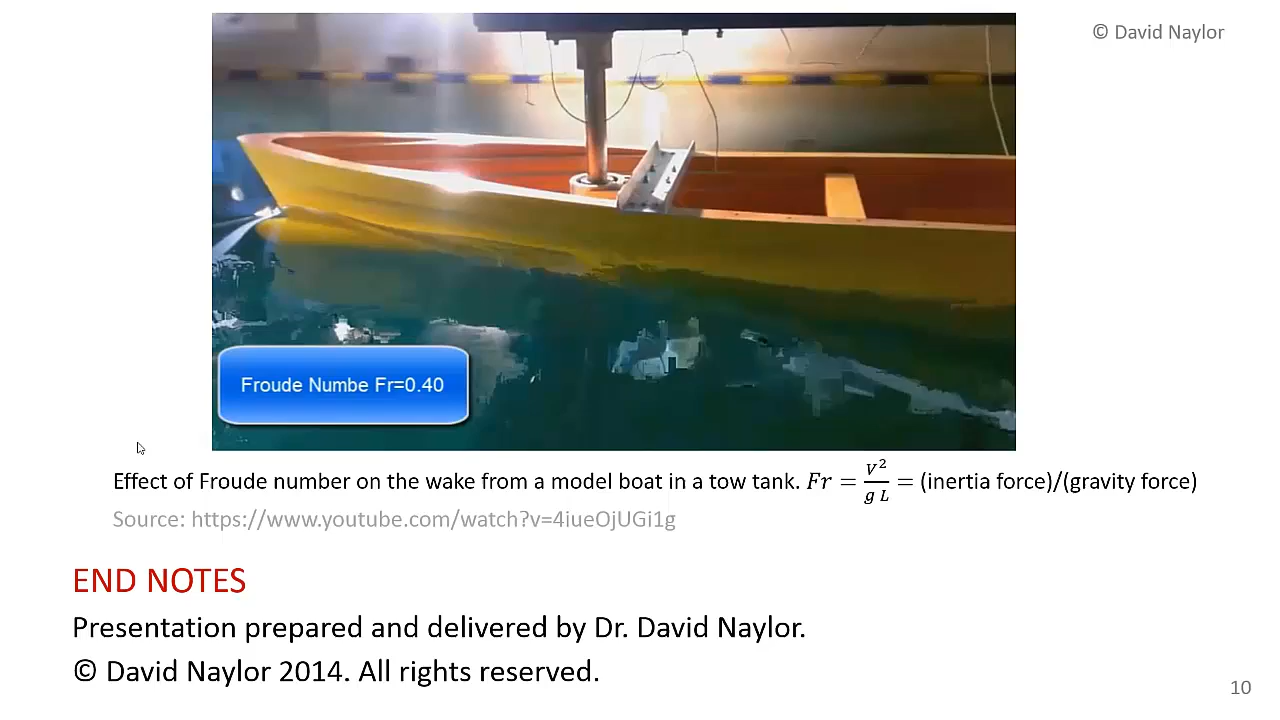 © David Naylor
Froude Numbe Fr=0.40
Effect of Froude number on the wake from a model boat in a tow tank. Fr = V²/(g L) = (inertia force)/(gravity force)
Source: https://www.youtube.com/watch?v=4iueOjUGi1g
END NOTES
Presentation prepared and delivered by Dr. David Naylor.
© David Naylor 2014. All rights reserved.
10